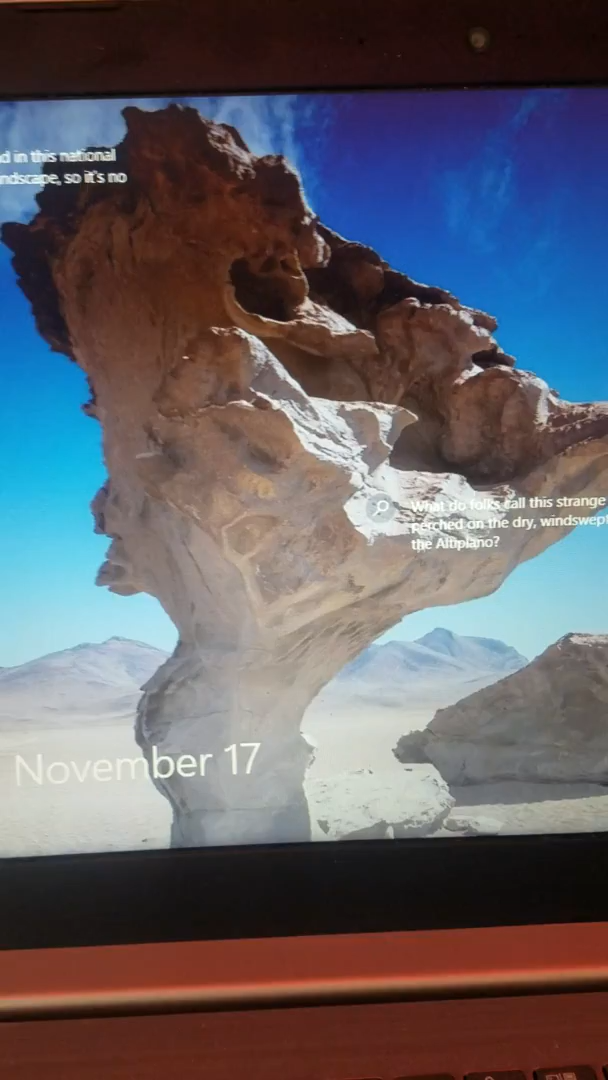 d in this national
ndscape, so it's no
What do folks call this strange
perched on the dry, windswept
the Altiplano?
November 17